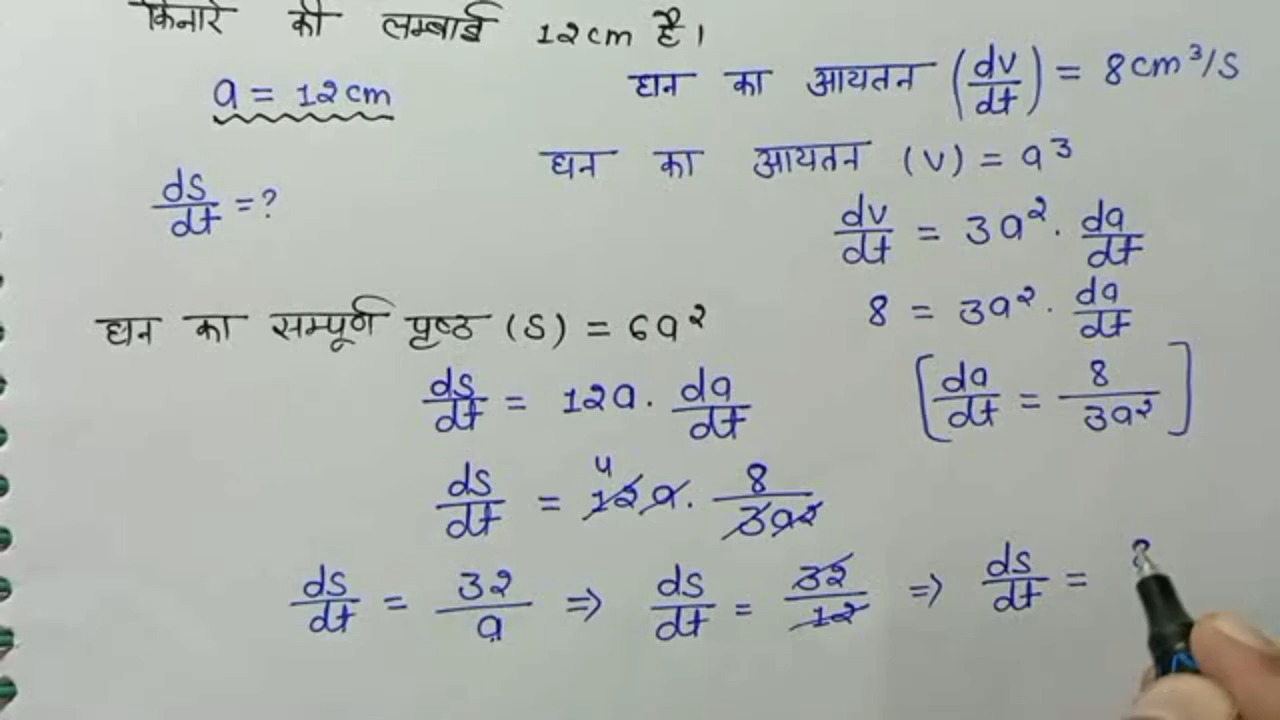 किनारे की लम्बाई 12cm है।
a = 12cm
घन का आयतन (dv/dt) = 8cm³/s
घन का आयतन (v) = a³
ds/dt = ?
dv/dt = 3a² · da/dt
8 = 3a² · da/dt
घन का सम्पूर्ण पृष्ठ (s) = 6a²
[da/dt = 8/3a²]
ds/dt = 12a · da/dt
ds/dt = 4 12a · 8/3a²
ds/dt = 32/a ⇒ ds/dt = 32/12 ⇒ ds/dt =